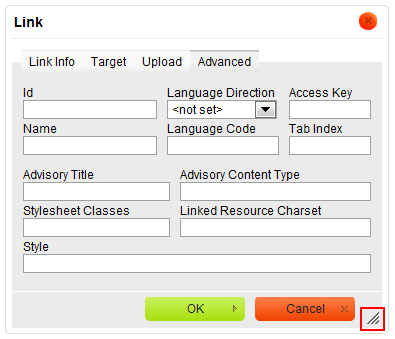 Link
Link Info Target Upload Advanced
Id Language Direction Access Key
<not set>
Name Language Code Tab Index
Advisory Title Advisory Content Type
Stylesheet Classes Linked Resource Charset
Style
OK Cancel